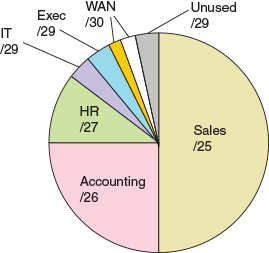 WAN
/30
Unused
/29
Exec
/29
IT
/29
HR
/27
Sales
/25
Accounting
/26